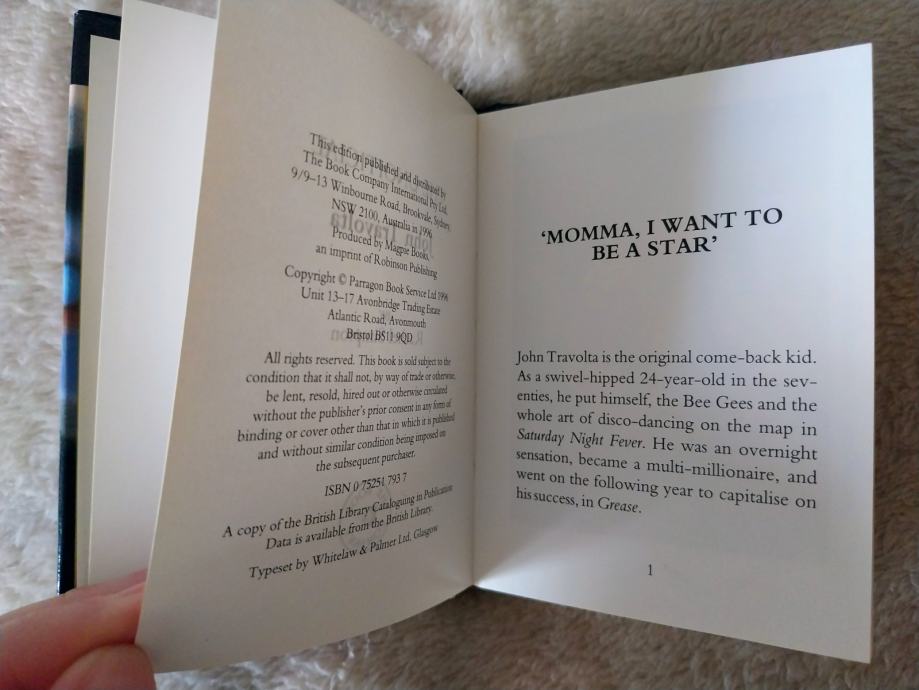 This edition published and distributed by
The Book Company International Pty Ltd,
9/9–13 Winbourne Road, Brookvale, Sydney,
NSW 2100, Australia in 1996
Produced by Magpie Books,
an imprint of Robinson Publishing
Copyright © Parragon Book Service Ltd 1996
Unit 13–17 Avonbridge Trading Estate
Atlantic Road, Avonmouth
Bristol BS11 9QD
All rights reserved. This book is sold subject to the
condition that it shall not, by way of trade or otherwise,
be lent, resold, hired out or otherwise circulated
without the publisher's prior consent in any form of
binding or cover other than that in which it is published
and without similar condition being imposed on
the subsequent purchaser.
ISBN 0 75251 793 7
A copy of the British Library Cataloguing in Publication
Data is available from the British Library.
Typeset by Whitelaw & Palmer Ltd, Glasgow
‘MOMMA, I WANT TO
BE A STAR’
John Travolta is the original come-back kid.
As a swivel-hipped 24-year-old in the sev-
enties, he put himself, the Bee Gees and the
whole art of disco-dancing on the map in
Saturday Night Fever. He was an overnight
sensation, became a multi-millionaire, and
went on the following year to capitalise on
his success, in Grease.
1